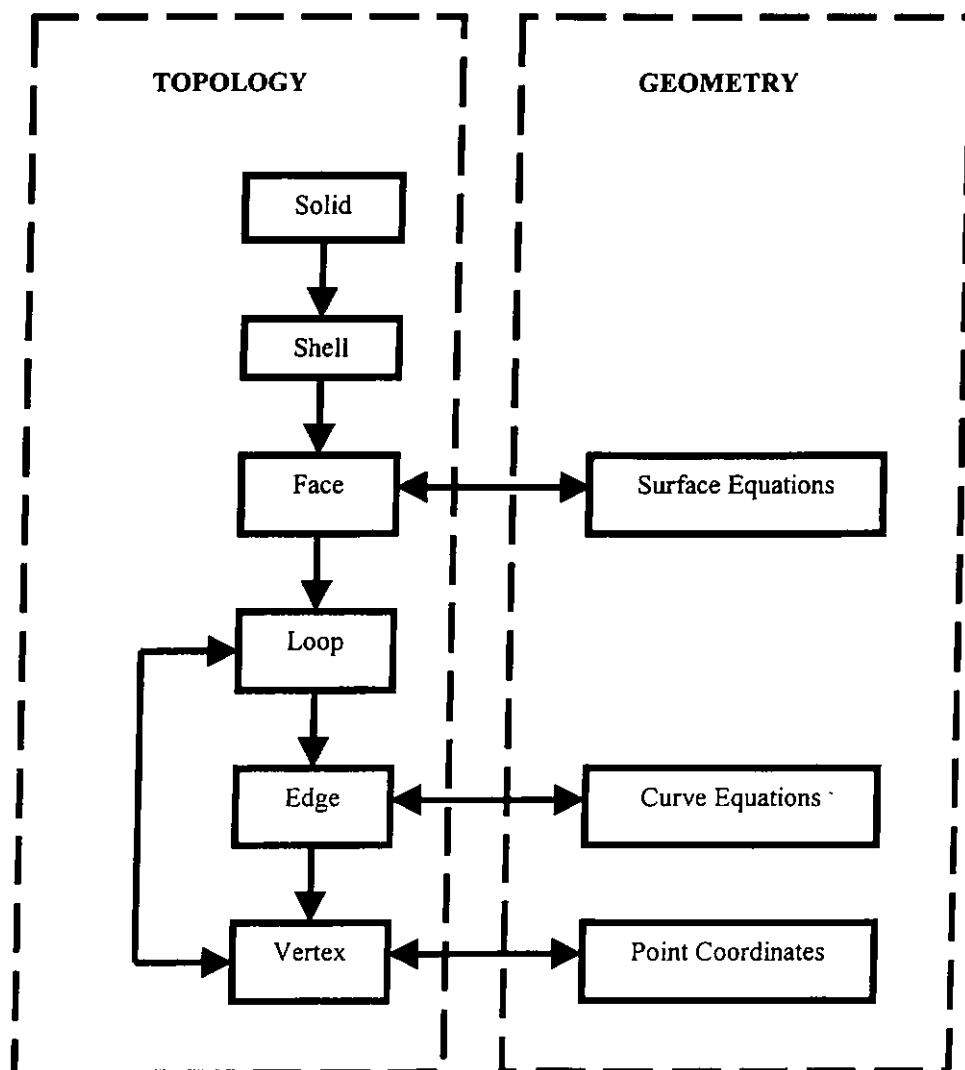 TOPOLOGY
GEOMETRY
Solid
Shell
Face
Surface Equations
Loop
Edge
Curve Equations
Vertex
Point Coordinates